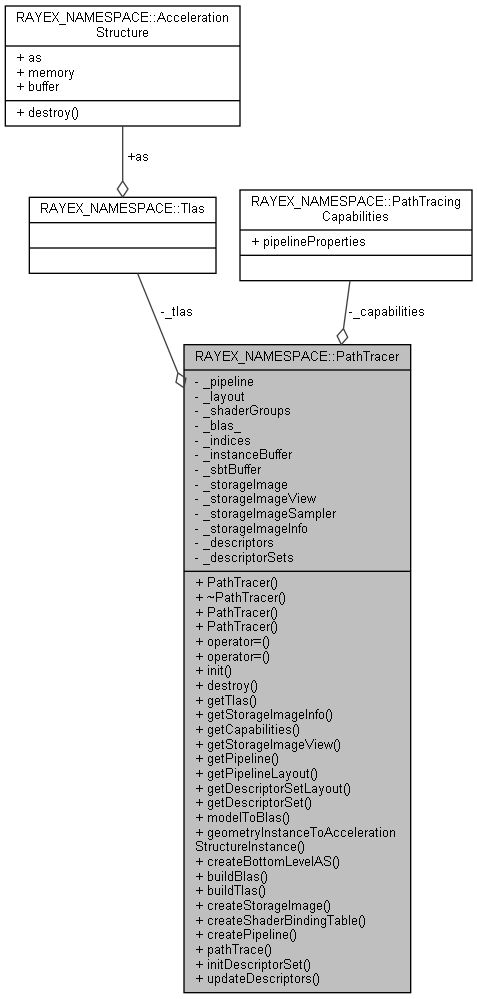 RAYEX_NAMESPACE::Acceleration
Structure
+ as
+ memory
+ buffer
+ destroy()
+as
RAYEX_NAMESPACE::Tlas
RAYEX_NAMESPACE::PathTracing
Capabilities
+ pipelineProperties
-_tlas
-_capabilities
RAYEX_NAMESPACE::PathTracer
- _pipeline
- _layout
- _shaderGroups
- _blas_
- _indices
- _instanceBuffer
- _sbtBuffer
- _storageImage
- _storageImageView
- _storageImageSampler
- _storageImageInfo
- _descriptors
- _descriptorSets
+ PathTracer()
+ ~PathTracer()
+ PathTracer()
+ PathTracer()
+ operator=()
+ operator=()
+ init()
+ destroy()
+ getTlas()
+ getStorageImageInfo()
+ getCapabilities()
+ getStorageImageView()
+ getPipeline()
+ getPipelineLayout()
+ getDescriptorSetLayout()
+ getDescriptorSet()
+ modelToBlas()
+ geometryInstanceToAcceleration
StructureInstance()
+ createBottomLevelAS()
+ buildBlas()
+ buildTlas()
+ createStorageImage()
+ createShaderBindingTable()
+ createPipeline()
+ pathTrace()
+ initDescriptorSet()
+ updateDescriptors()